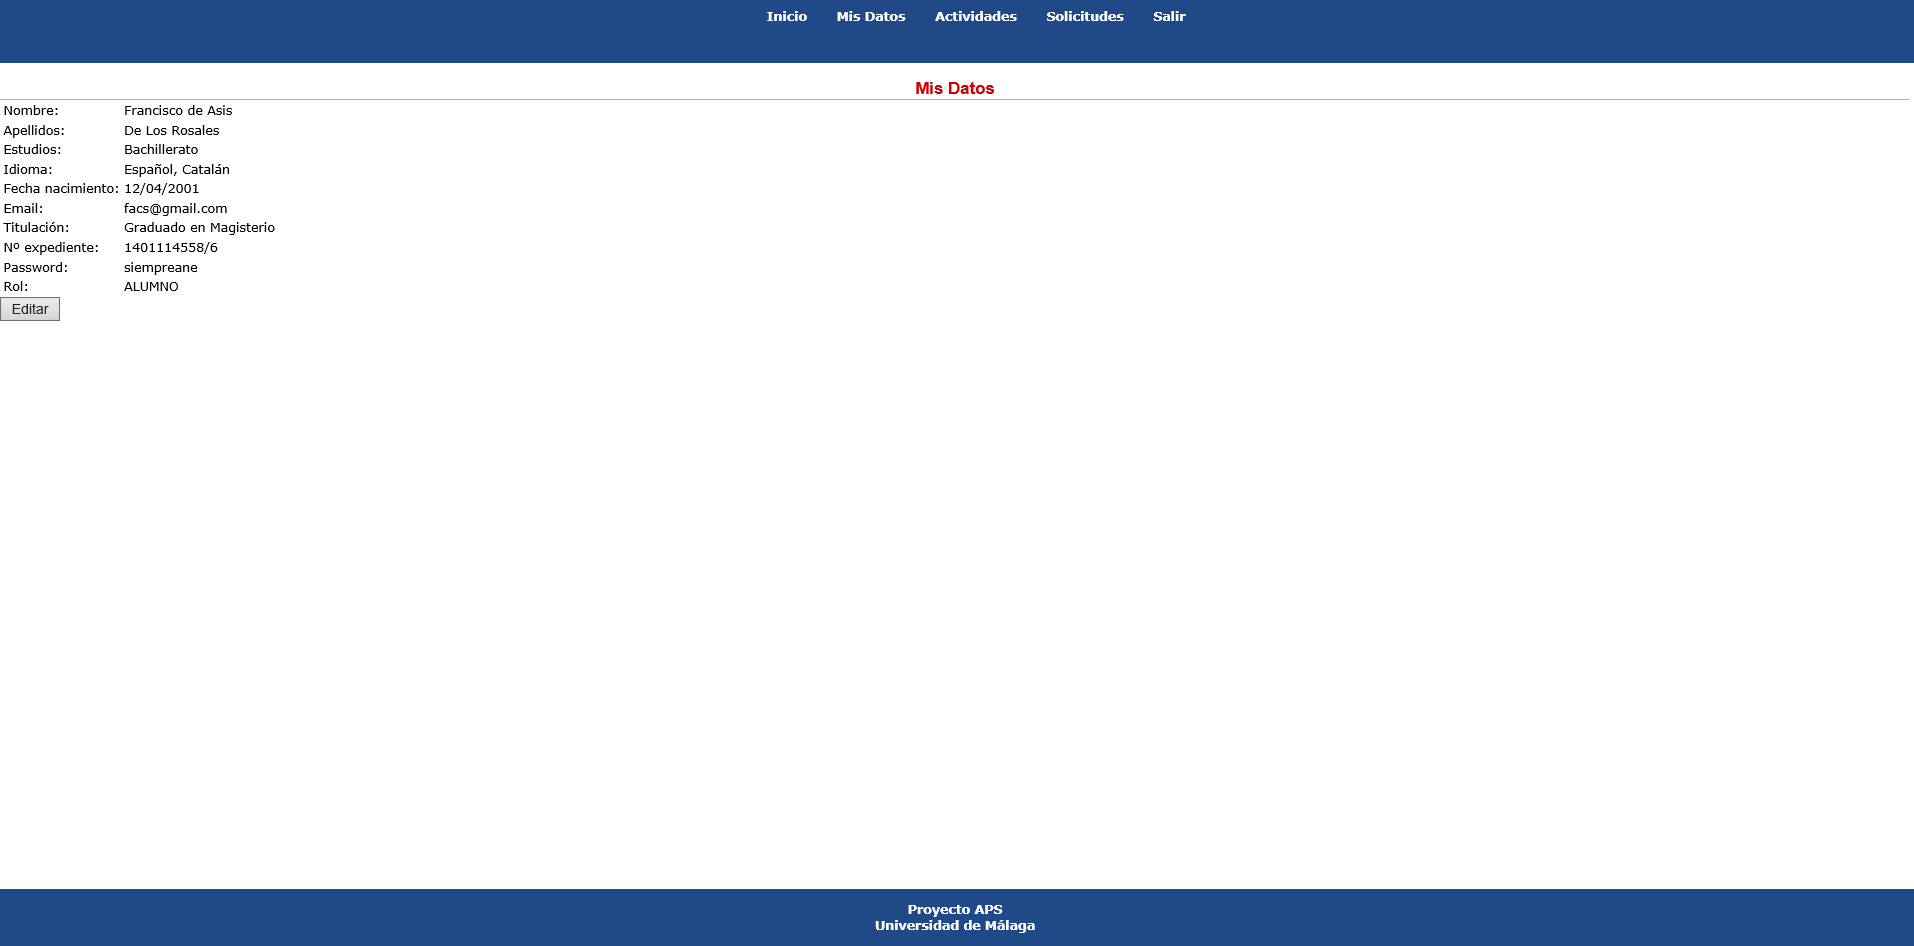 Inicio Mis Datos Actividades Solicitudes Salir
Mis Datos
Nombre: Francisco de Asis
Apellidos: De Los Rosales
Estudios: Bachillerato
Idioma: Español, Catalán
Fecha nacimiento: 12/04/2001
Email: facs@gmail.com
Titulación: Graduado en Magisterio
Nº expediente: 1401114558/6
Password: siempreane
Rol: ALUMNO
Editar
Proyecto APS
Universidad de Málaga